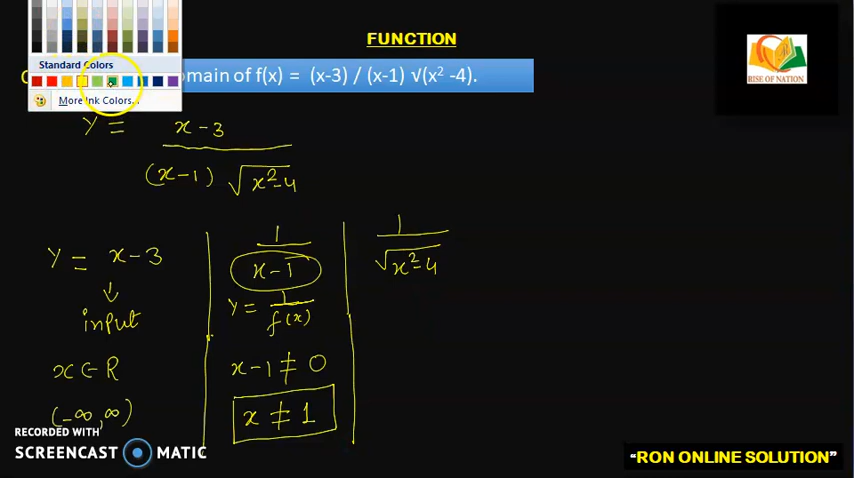 FUNCTION
Standard Colors
omain of f(x) = (x-3) / (x-1) √(x² -4).
RISE OF NATION
More Ink Colors...
Y = x-3
(x-1) √x²-4
Y = x-3
↓
input
x∈R
(-∞,∞)
1
x-1
Y = 1
f(x)
x-1 ≠ 0
x ≠ 1
1
√x²-4
RECORDED WITH
SCREENCAST MATIC
“RON ONLINE SOLUTION”